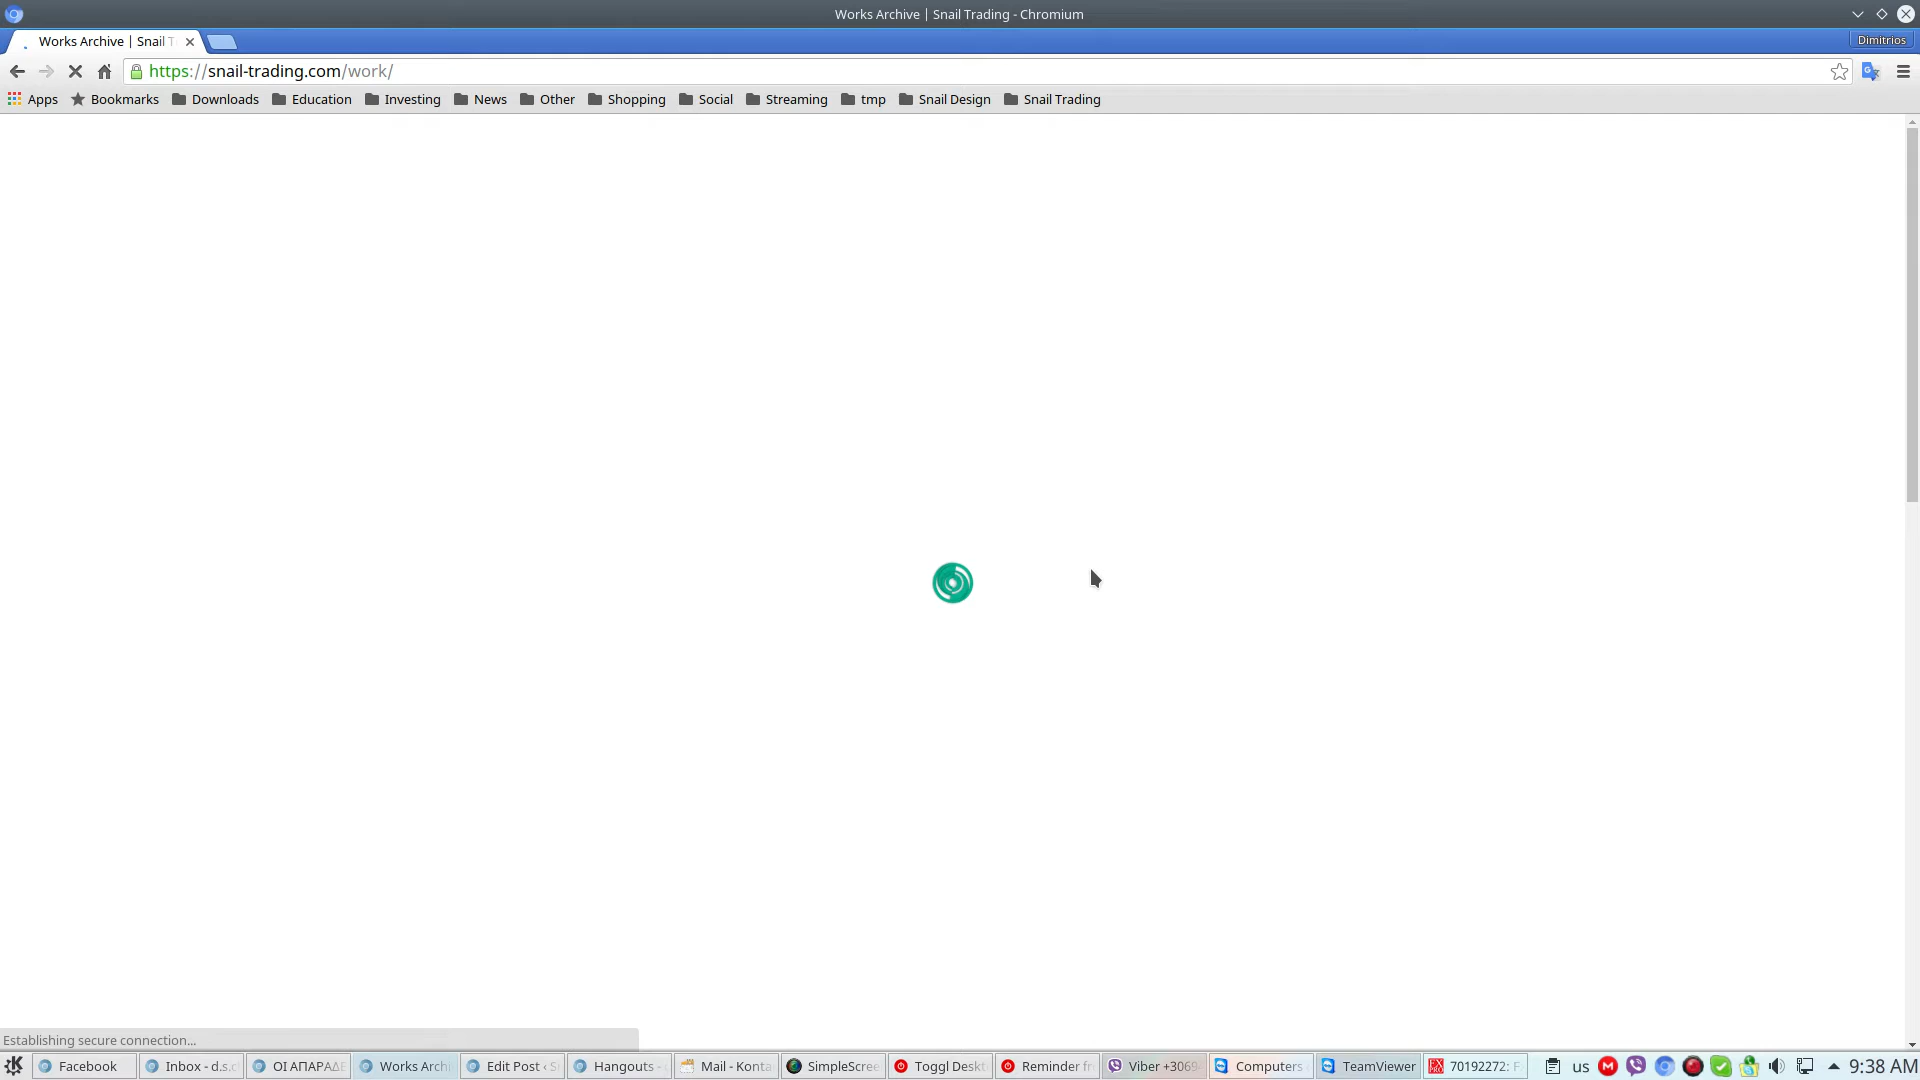 Works Archive | Snail Trading - Chromium
Works Archive | Snail T
Dimitrios
https://snail-trading.com/work/
Apps Bookmarks Downloads Education Investing News Other Shopping Social Streaming tmp Snail Design Snail Trading
Establishing secure connection...
Facebook Inbox - d.s.c ΟΙ ΑΠΑΡΑΔΕ Works Archi Edit Post ‹ S Hangouts - Mail - Konta SimpleScree Toggl Deskt Reminder fr Viber +3069 Computers TeamViewer 70192272: F us 9:38 AM